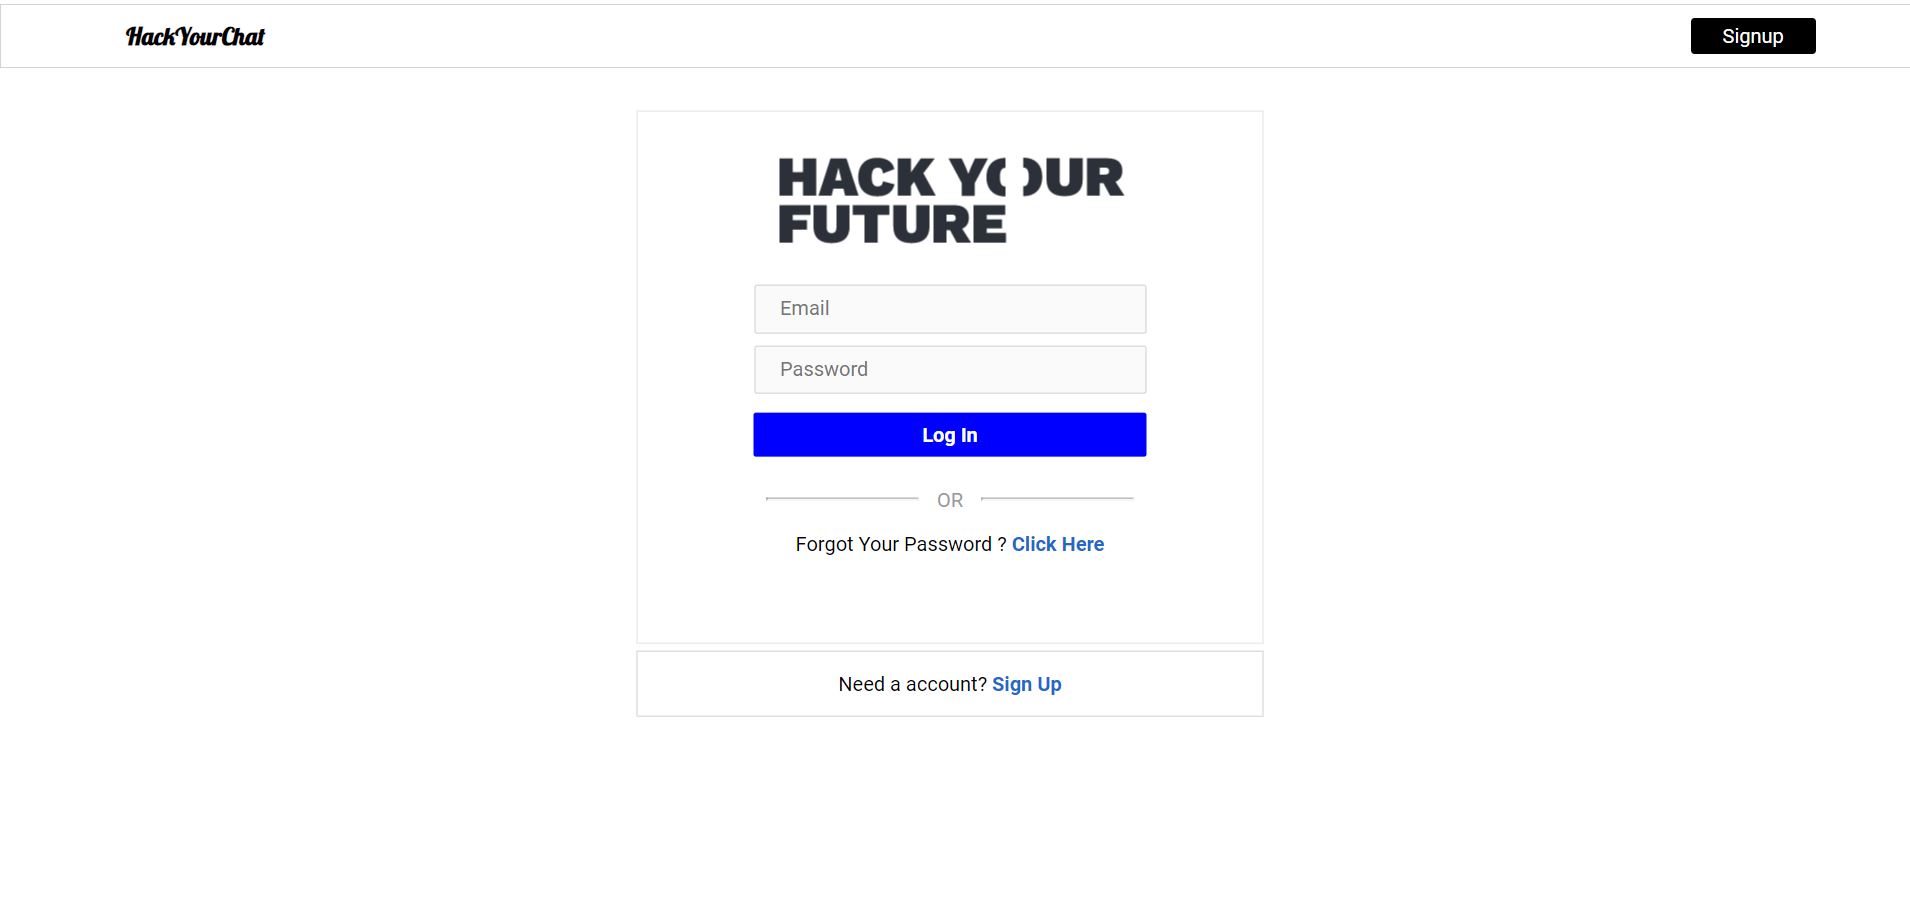 HackYourChat
Signup
HACK YOUR
FUTURE
Email
Password
Log In
OR
Forgot Your Password ? Click Here
Need a account? Sign Up